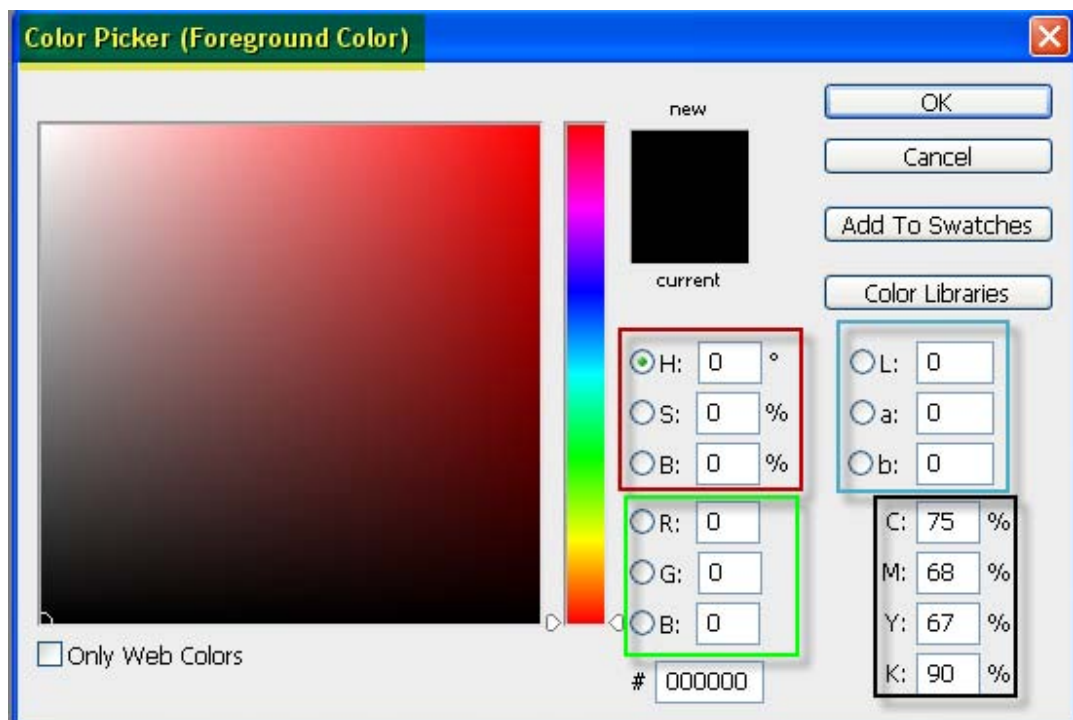 Color Picker (Foreground Color)
new
OK
Cancel
Add To Swatches
current
Color Libraries
H: 0 °
L: 0
S: 0 %
a: 0
B: 0 %
b: 0
R: 0
C: 75 %
G: 0
M: 68 %
B: 0
Y: 67 %
Only Web Colors
# 000000
K: 90 %